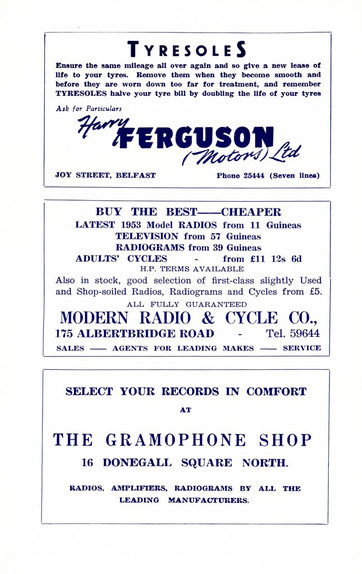 TYRESOLES
Ensure the same mileage all over again and so give a new lease of
life to your tyres. Remove them when they become smooth and
before they are worn down too far for treatment, and remember
TYRESOLES halve your tyre bill by doubling the life of your tyres
Ask for Particulars
Harry
FERGUSON
(Motors) Ltd
JOY STREET, BELFAST Phone 25444 (Seven lines)
BUY THE BEST——CHEAPER
LATEST 1953 Model RADIOS from 11 Guineas
TELEVISION from 57 Guineas
RADIOGRAMS from 39 Guineas
ADULTS' CYCLES - from £11 12s 6d
H.P. TERMS AVAILABLE
Also in stock, good selection of first-class slightly Used
and Shop-soiled Radios, Radiograms and Cycles from £5.
ALL FULLY GUARANTEED
MODERN RADIO & CYCLE CO.,
175 ALBERTBRIDGE ROAD - Tel. 59644
SALES — AGENTS FOR LEADING MAKES — SERVICE
SELECT YOUR RECORDS IN COMFORT
AT
THE GRAMOPHONE SHOP
16 DONEGALL SQUARE NORTH.
RADIOS, AMPLIFIERS, RADIOGRAMS BY ALL THE
LEADING MANUFACTURERS.